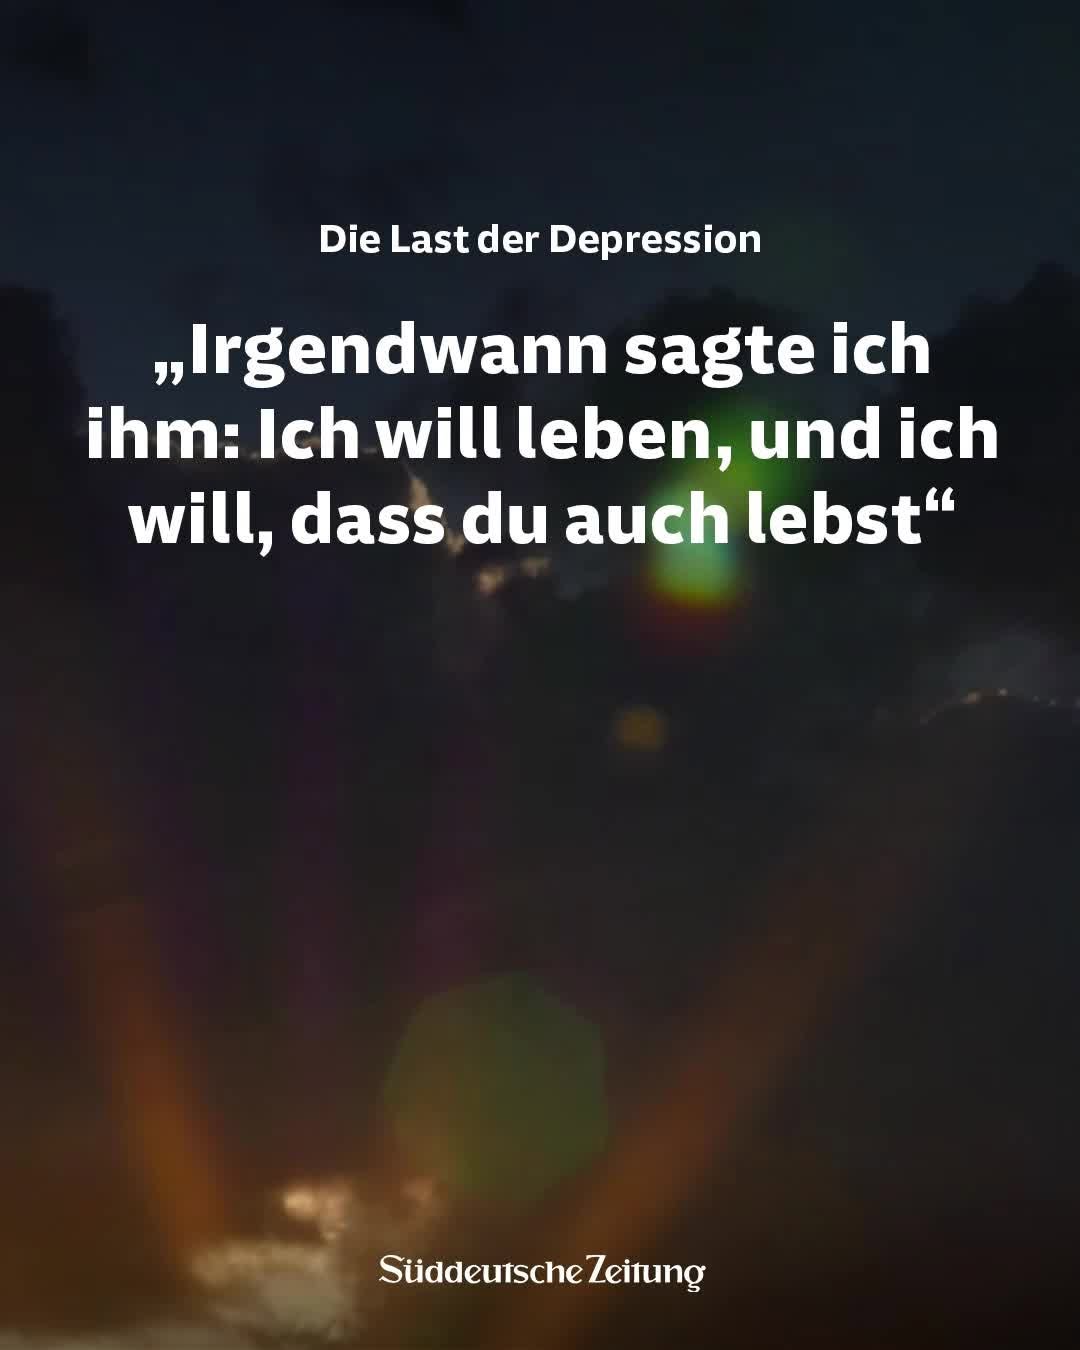 Die Last der Depression
„Irgendwann sagte ich
ihm: Ich will leben, und ich
will, dass du auch lebst“
Süddeutsche Zeitung